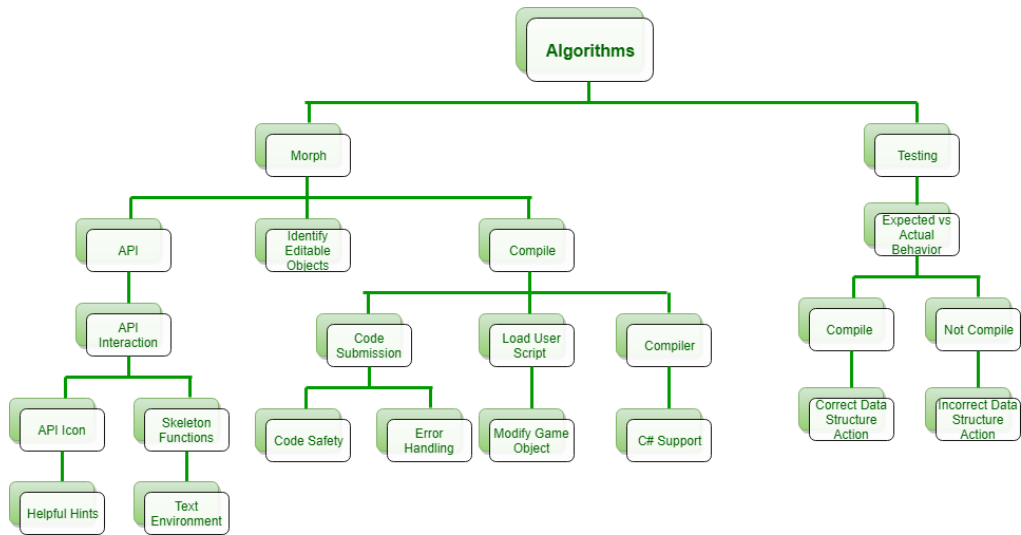 Algorithms
Morph
Testing
API
Identify
Editable
Objects
Compile
Expected vs
Actual
Behavior
API
Interaction
Code
Submission
Load User
Script
Compiler
Compile
Not Compile
API Icon
Skeleton
Functions
Code Safety
Error
Handling
Modify Game
Object
C# Support
Correct Data
Structure
Action
Incorrect Data
Structure
Action
Helpful Hints
Text
Environment